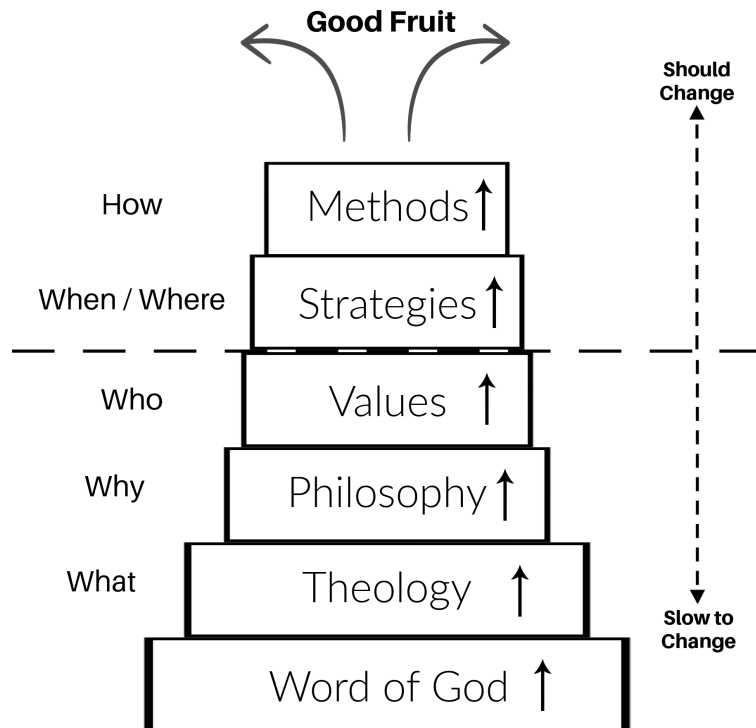 Good Fruit
Should
Change
How
Methods
When / Where
Strategies
Who
Values
Why
Philosophy
What
Theology
Slow to
Change
Word of God